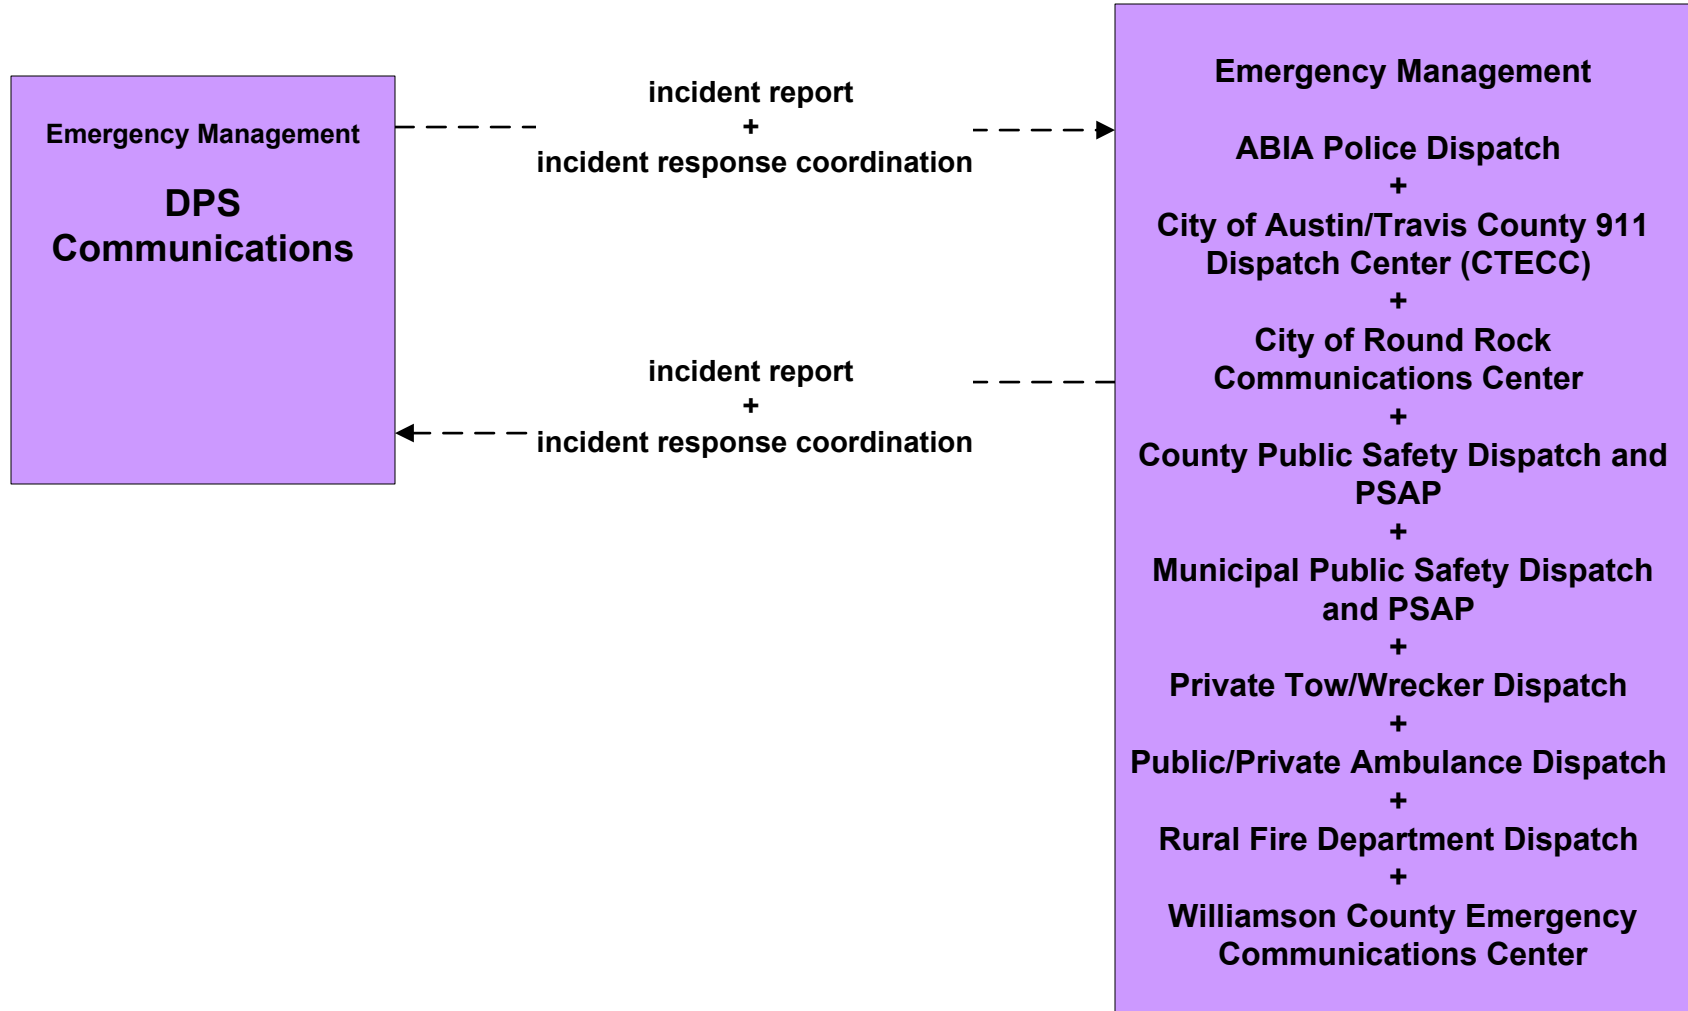 Emergency Management
DPS
Communications
incident report
+
incident response coordination
incident report
+
incident response coordination
Emergency Management
ABIA Police Dispatch
+
City of Austin/Travis County 911
Dispatch Center (CTECC)
+
City of Round Rock
Communications Center
+
County Public Safety Dispatch and
PSAP
+
Municipal Public Safety Dispatch
and PSAP
+
Private Tow/Wrecker Dispatch
+
Public/Private Ambulance Dispatch
+
Rural Fire Department Dispatch
+
Williamson County Emergency
Communications Center